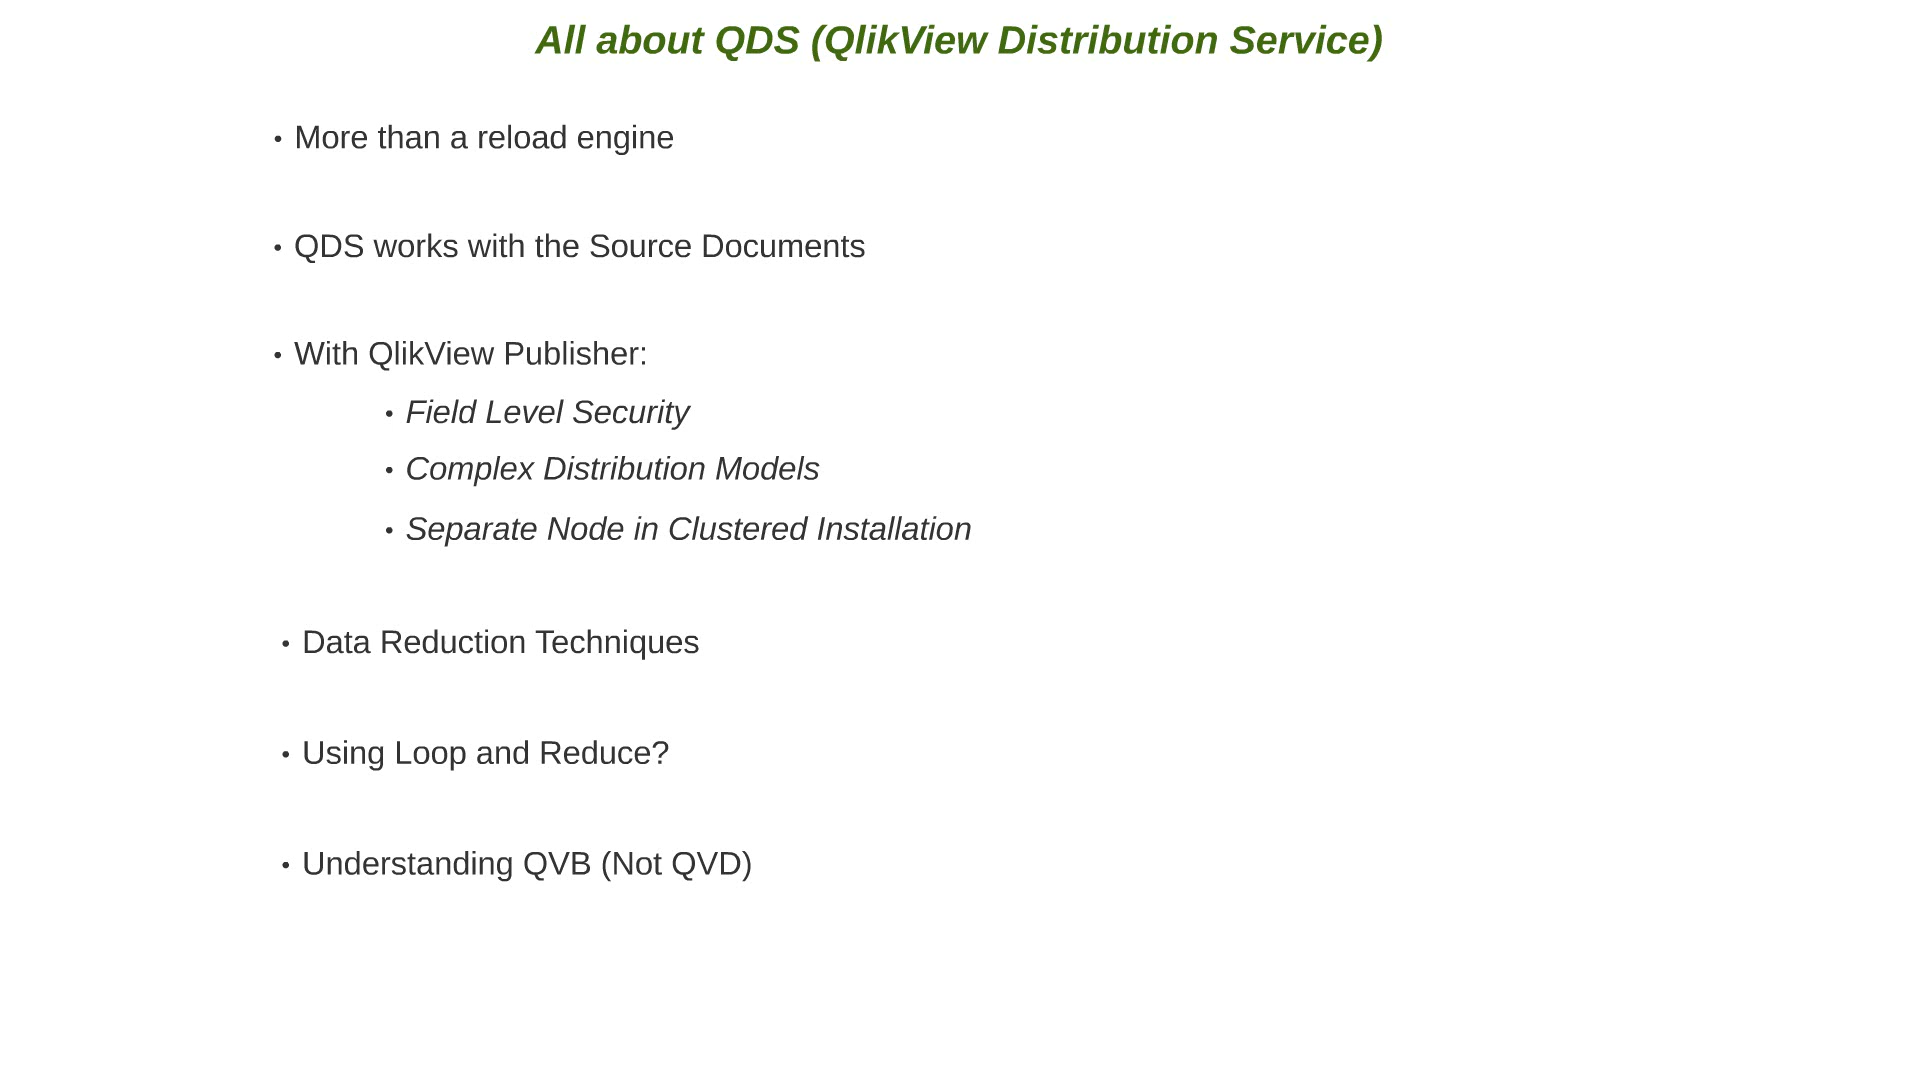 All about QDS (QlikView Distribution Service)
• More than a reload engine
• QDS works with the Source Documents
• With QlikView Publisher:
• Field Level Security
• Complex Distribution Models
• Separate Node in Clustered Installation
• Data Reduction Techniques
• Using Loop and Reduce?
• Understanding QVB (Not QVD)